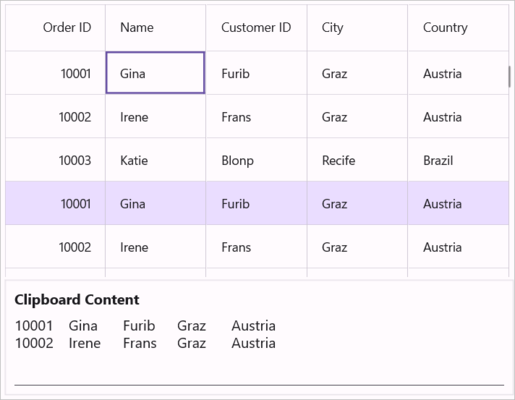 Order ID Name Customer ID City Country
10001 Gina Furib Graz Austria
10002 Irene Frans Graz Austria
10003 Katie Blonp Recife Brazil
10001 Gina Furib Graz Austria
10002 Irene Frans Graz Austria
Clipboard Content
10001 Gina Furib Graz Austria
10002 Irene Frans Graz Austria